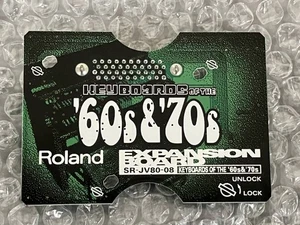 KEYBOARDS OF THE
'60s & '70s
Roland EXPANSION BOARD
SR-JV80-08 KEYBOARDS OF THE '60s & '70s
UNLOCK
LOCK